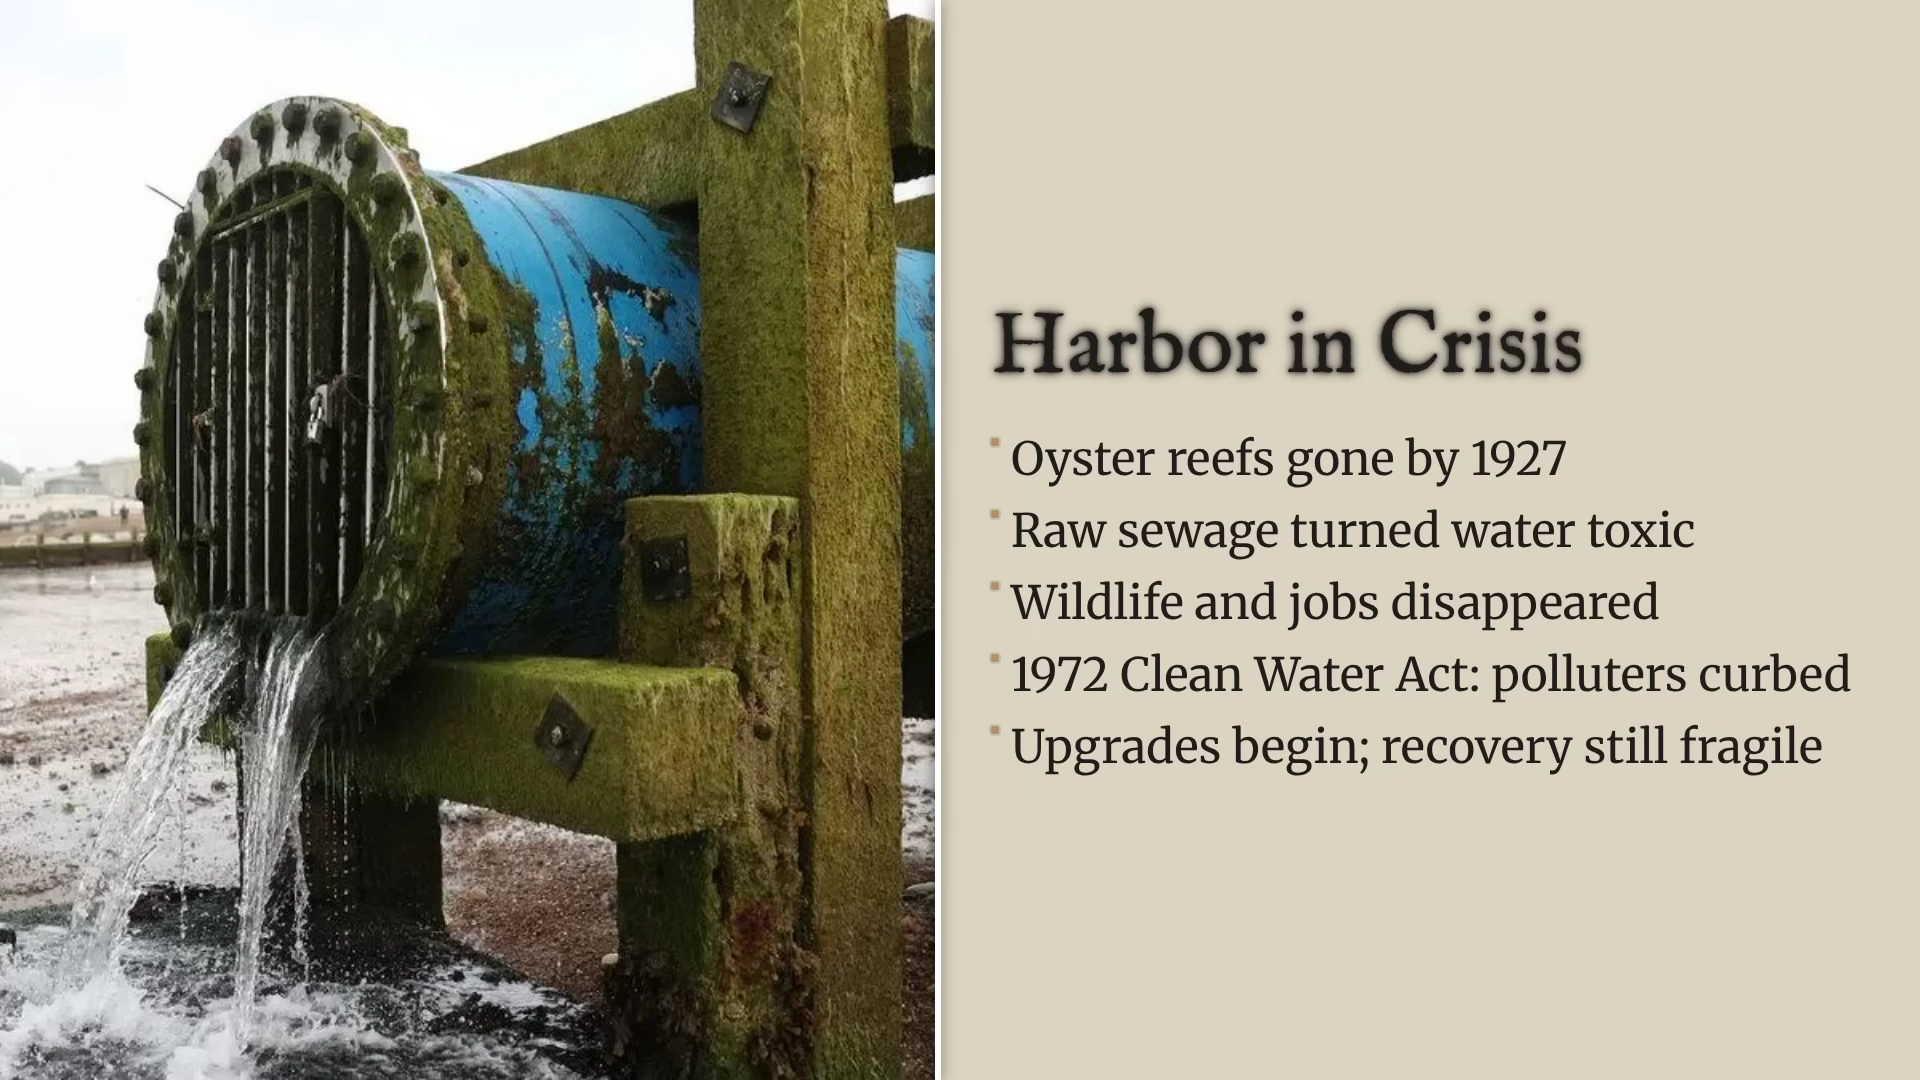 Harbor in Crisis
Oyster reefs gone by 1927
Raw sewage turned water toxic
Wildlife and jobs disappeared
1972 Clean Water Act: polluters curbed
Upgrades begin; recovery still fragile